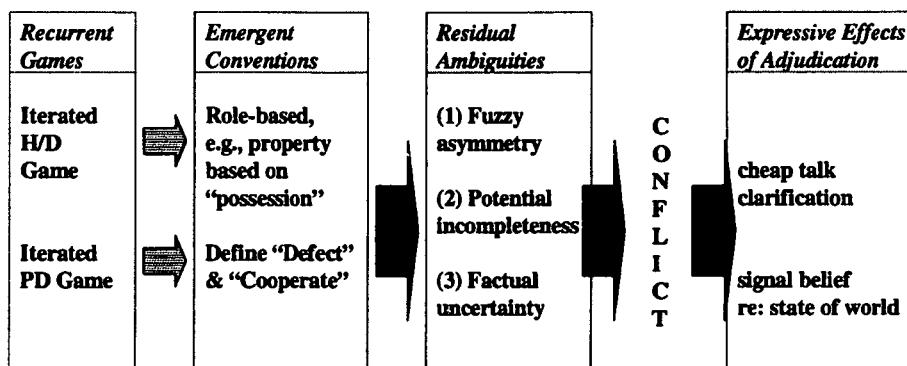 Recurrent
Games
Iterated
H/D
Game
Iterated
PD Game
Emergent
Conventions
Role-based,
e.g., property
based on
“possession”
Define “Defect”
& “Cooperate”
Residual
Ambiguities
(1) Fuzzy
asymmetry
(2) Potential
incompleteness
(3) Factual
uncertainty
CONFLICT
Expressive Effects
of Adjudication
cheap talk
clarification
signal belief
re: state of world